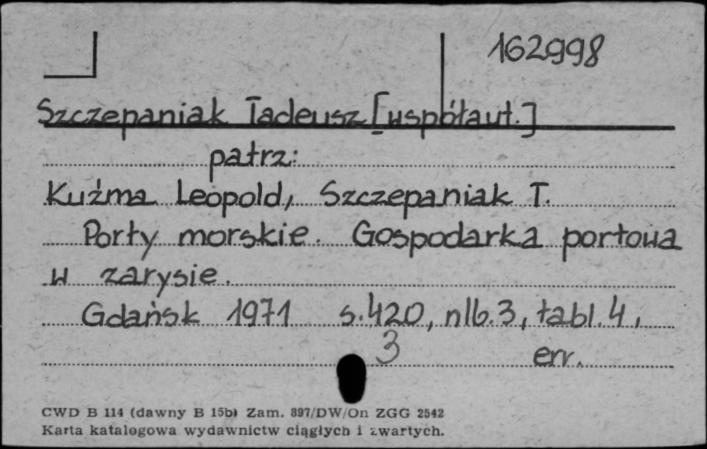 162998
Szczepaniak Tadeusz [współaut.]
patrz:
Kuźma Leopold, Szczepaniak T.
Porty morskie. Gospodarka portowa
w zarysie.
Gdańsk 1971 s.420, nlb.3, tabl.4,
3 err.
CWD B 114 (dawny B 15b) Zam. 897/DW/On ZGG 2542
Karta katalogowa wydawnictw ciągłych i zwartych.